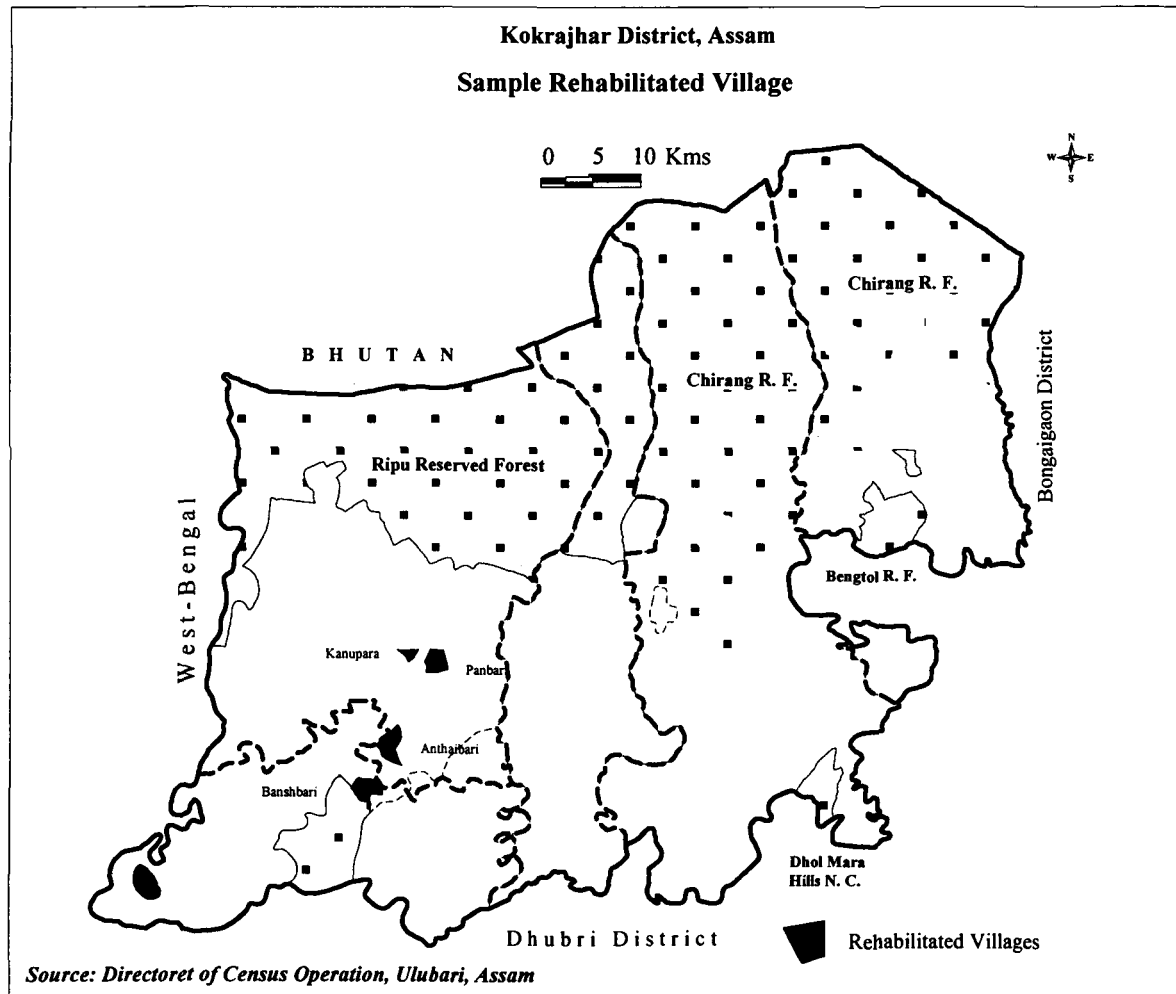 Kokrajhar District, Assam
Sample Rehabilitated Village
0 5 10 Kms
N
W E
S
Chirang R. F.
BHUTAN
Chirang R. F.
Ripu Reserved Forest
Bongaigaon District
West-Bengal
Bengtol R. F.
Kanupara
Panbari
Anthaibari
Banshbari
Dhol Mara
Hills N. C.
Dhubri District
Rehabilitated Villages
Source: Directoret of Census Operation, Ulubari, Assam